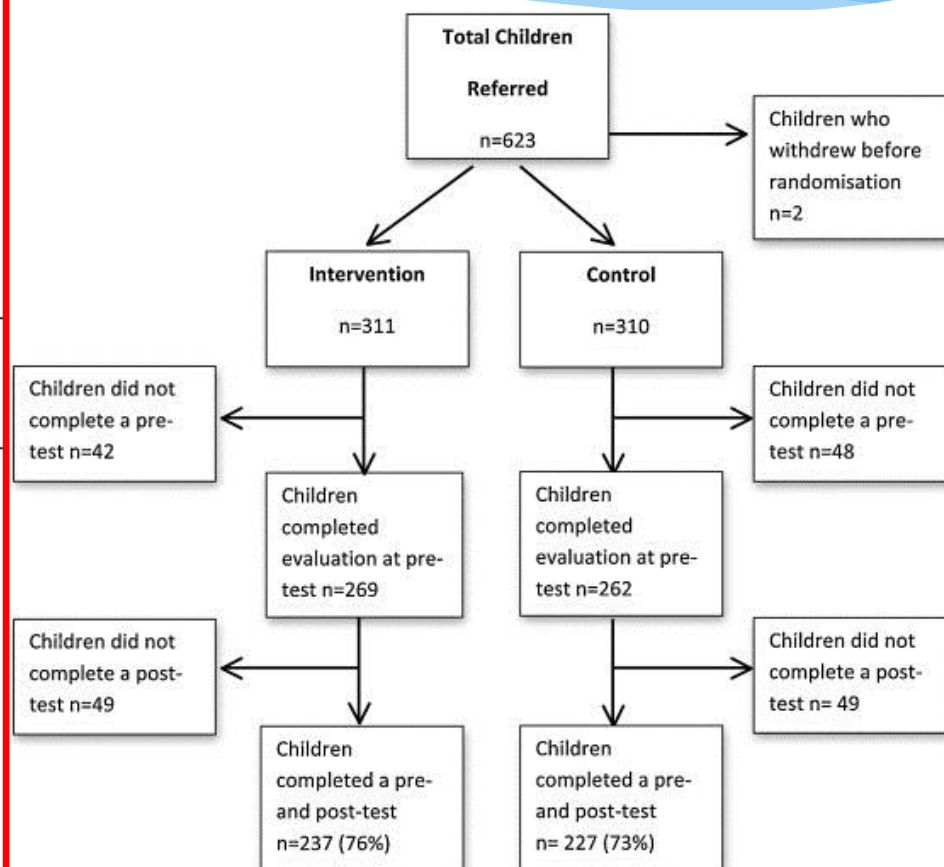 Total Children
Referred
n=623
Children who
withdrew before
randomisation
n=2
Intervention
n=311
Control
n=310
Children did not
complete a pre-
test n=42
Children did not
complete a pre-
test n=48
Children
completed
evaluation at pre-
test n=269
Children
completed
evaluation at pre-
test n=262
Children did not
complete a post-
test n=49
Children did not
complete a post-
test n= 49
Children
completed a pre-
and post-test
n=237 (76%)
Children
completed a pre-
and post-test
n= 227 (73%)